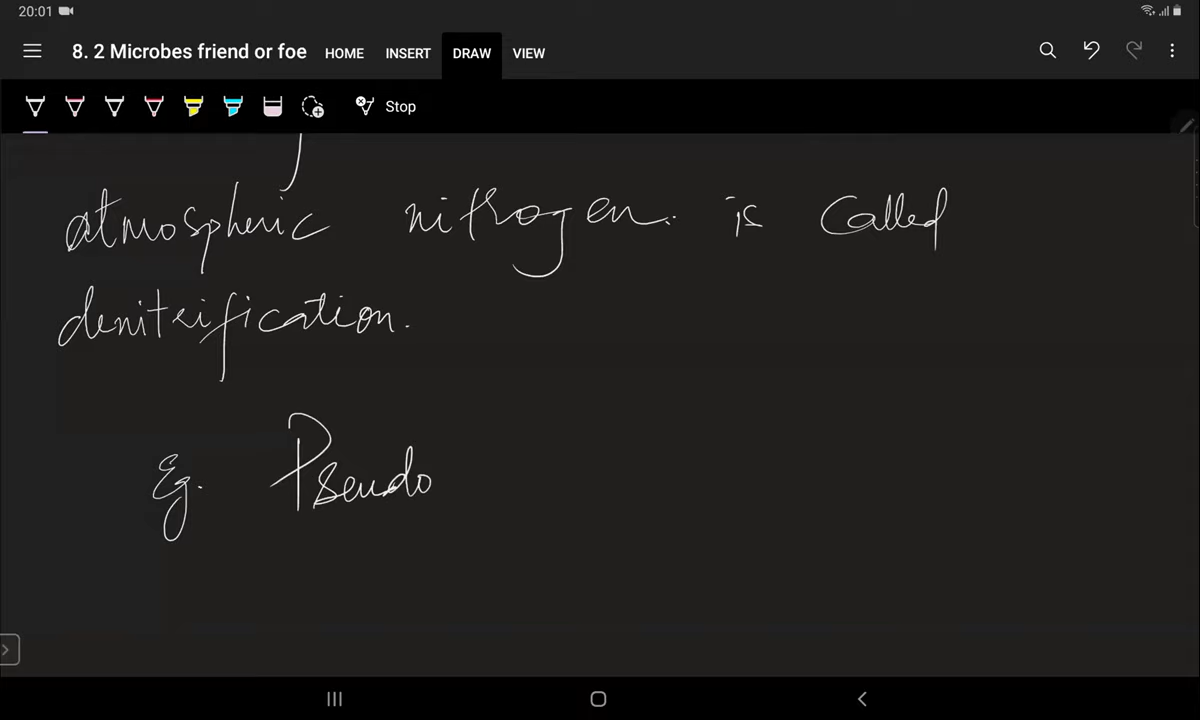 20:01
8. 2 Microbes friend or foe HOME INSERT DRAW VIEW
Stop
atmospheric nitrogen. is called
denitrification.
Eg. Pseudo